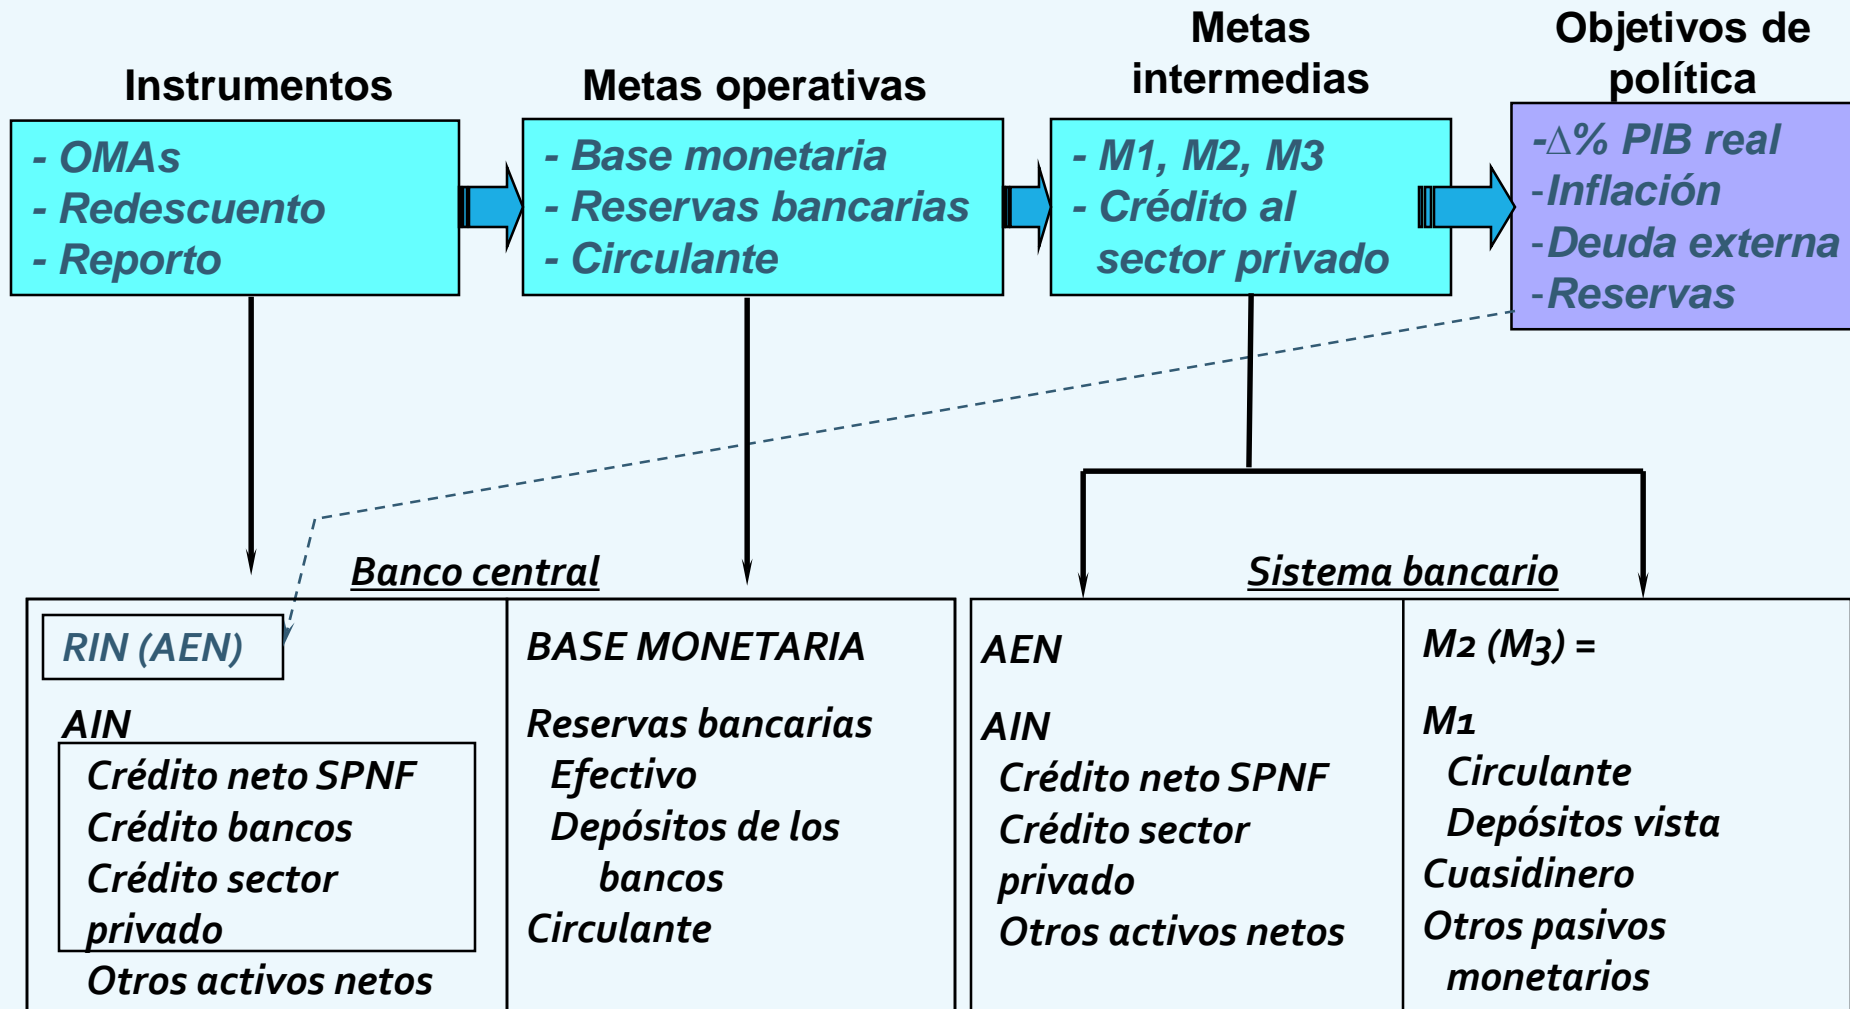 Instrumentos
- OMAs
- Redescuento
- Reporto
Metas operativas
- Base monetaria
- Reservas bancarias
- Circulante
Metas
intermedias
- M1, M2, M3
- Crédito al
sector privado
Objetivos de
política
-Δ% PIB real
-Inflación
-Deuda externa
-Reservas
Banco central
RIN (AEN)
AIN
Crédito neto SPNF
Crédito bancos
Crédito sector
privado
Otros activos netos
BASE MONETARIA
Reservas bancarias
Efectivo
Depósitos de los
bancos
Circulante
Sistema bancario
AEN
AIN
Crédito neto SPNF
Crédito sector
privado
Otros activos netos
M2 (M3) =
M1
Circulante
Depósitos vista
Cuasidinero
Otros pasivos
monetarios